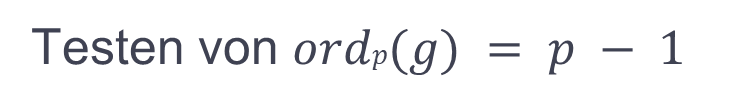 Testen von ordₚ(g) = p − 1